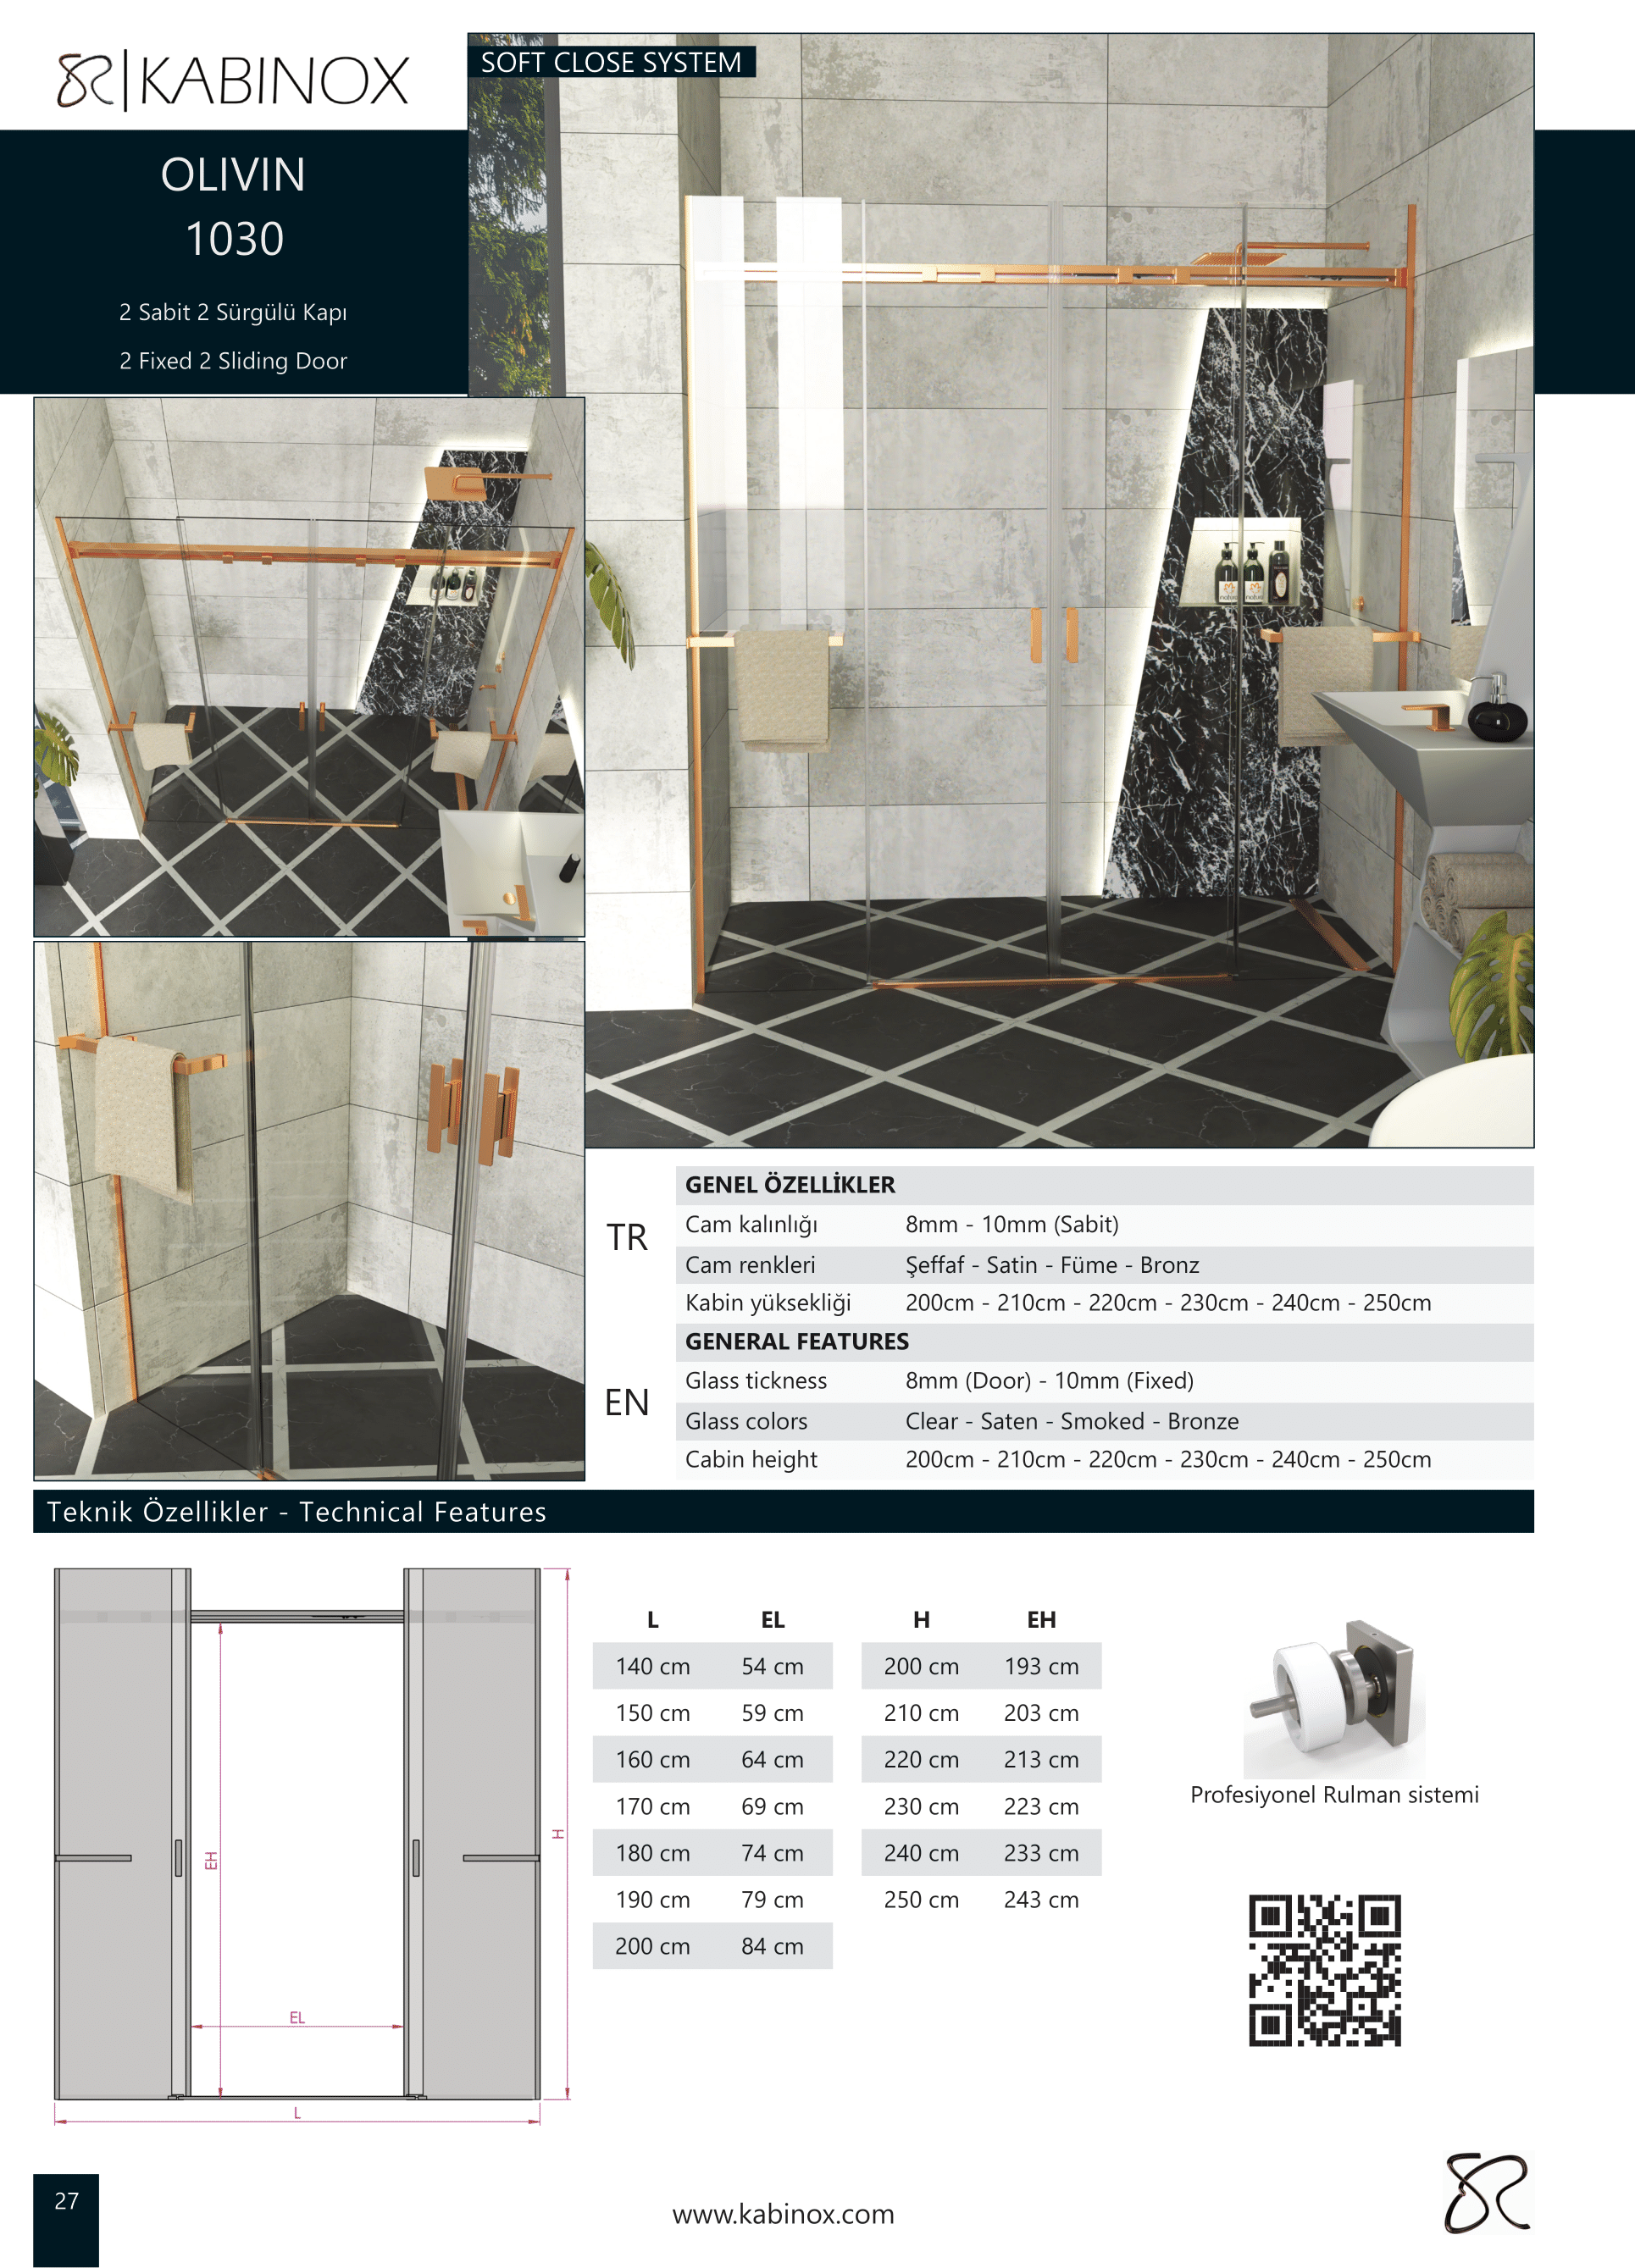 KABINOX
SOFT CLOSE SYSTEM
OLIVIN
1030
2 Sabit 2 Sürgülü Kapı
2 Fixed 2 Sliding Door
natura natura
TR
GENEL ÖZELLİKLER
Cam kalınlığı 8mm - 10mm (Sabit)
Cam renkleri Şeffaf - Satin - Füme - Bronz
Kabin yüksekliği 200cm - 210cm - 220cm - 230cm - 240cm - 250cm
EN
GENERAL FEATURES
Glass tickness 8mm (Door) - 10mm (Fixed)
Glass colors Clear - Saten - Smoked - Bronze
Cabin height 200cm - 210cm - 220cm - 230cm - 240cm - 250cm
Teknik Özellikler - Technical Features
EH
EL
H
L
L EL H EH
140 cm 54 cm 200 cm 193 cm
150 cm 59 cm 210 cm 203 cm
160 cm 64 cm 220 cm 213 cm
170 cm 69 cm 230 cm 223 cm
180 cm 74 cm 240 cm 233 cm
190 cm 79 cm 250 cm 243 cm
200 cm 84 cm
Profesiyonel Rulman sistemi
27
www.kabinox.com